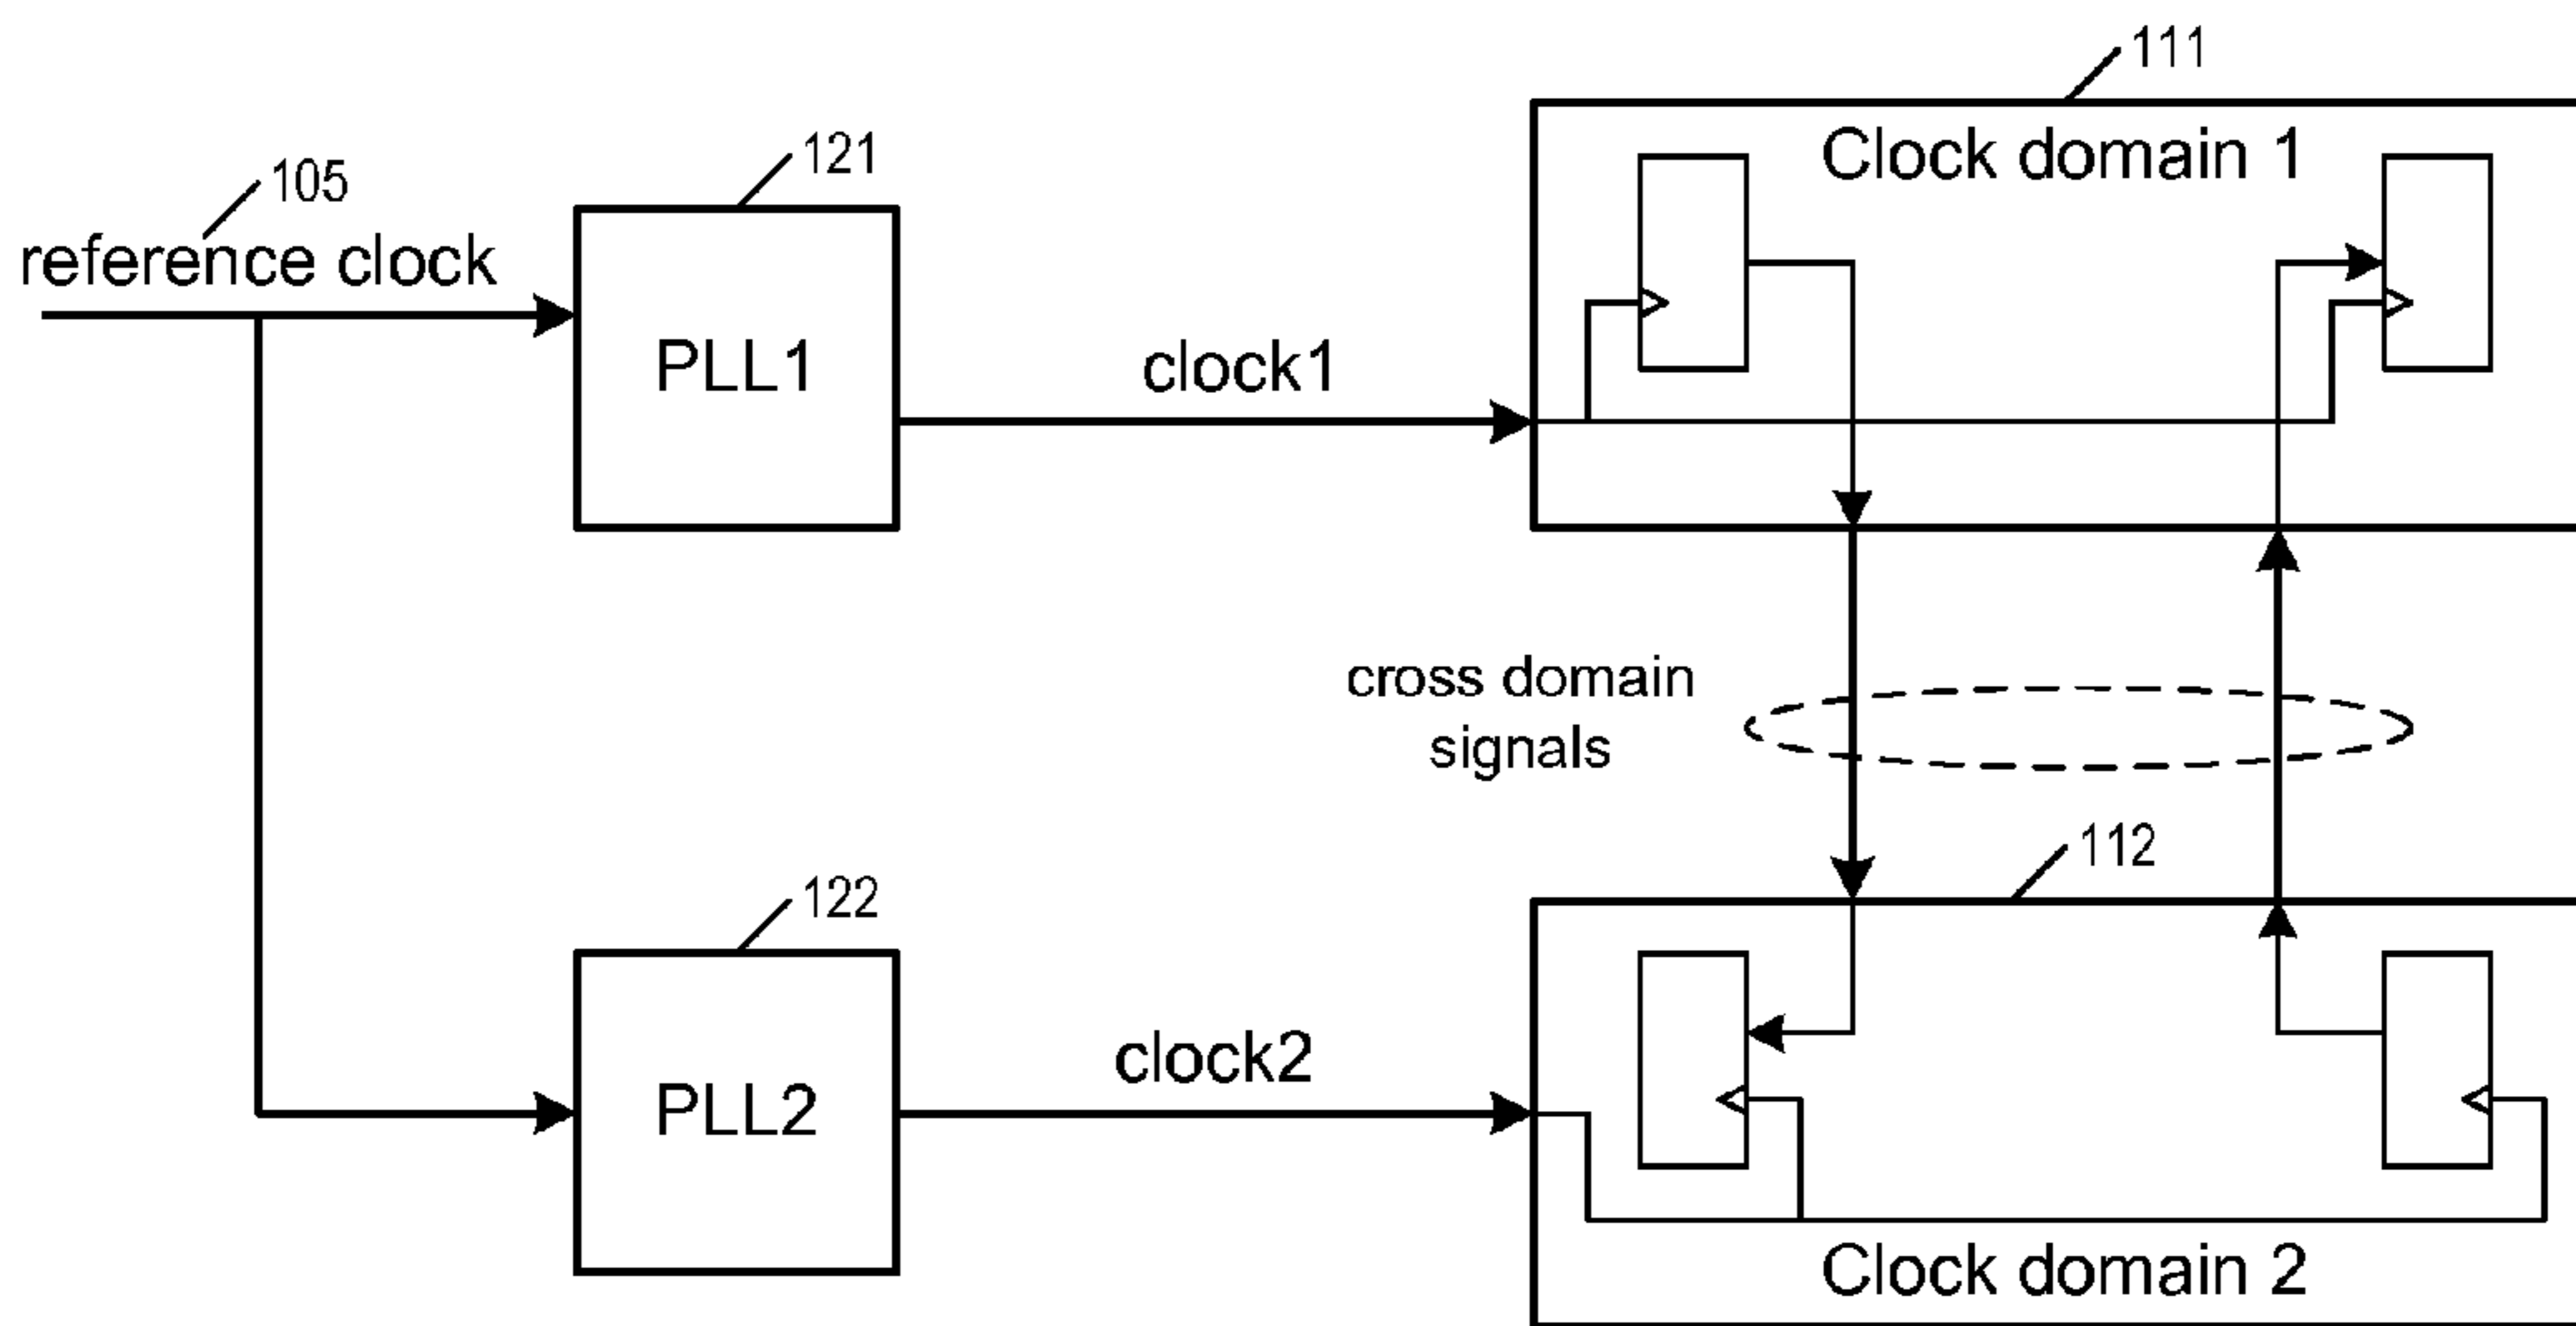 111
Clock domain 1
121
105
reference clock
PLL1
clock1
cross domain
signals
112
122
PLL2
clock2
Clock domain 2